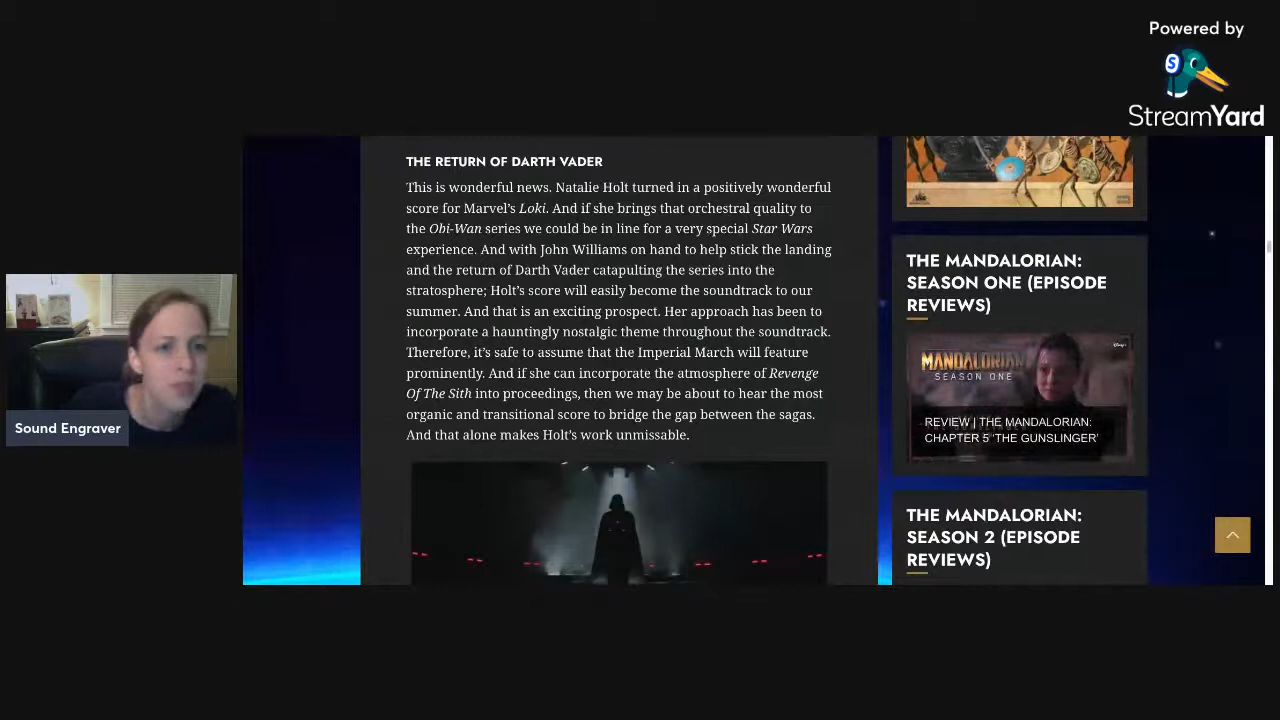 Powered by
S
StreamYard
THE RETURN OF DARTH VADER
This is wonderful news. Natalie Holt turned in a positively wonderful
score for Marvel’s Loki. And if she brings that orchestral quality to
the Obi-Wan series we could be in line for a very special Star Wars
experience. And with John Williams on hand to help stick the landing
and the return of Darth Vader catapulting the series into the
stratosphere; Holt’s score will easily become the soundtrack to our
summer. And that is an exciting prospect. Her approach has been to
incorporate a hauntingly nostalgic theme throughout the soundtrack.
Therefore, it’s safe to assume that the Imperial March will feature
prominently. And if she can incorporate the atmosphere of Revenge
Of The Sith into proceedings, then we may be about to hear the most
organic and transitional score to bridge the gap between the sagas.
And that alone makes Holt’s work unmissable.
THE MANDALORIAN:
SEASON ONE (EPISODE
REVIEWS)
MANDALORIAN
SEASON ONE
Disney+
REVIEW | THE MANDALORIAN:
CHAPTER 5 ‘THE GUNSLINGER’
THE MANDALORIAN:
SEASON 2 (EPISODE
REVIEWS)
Sound Engraver